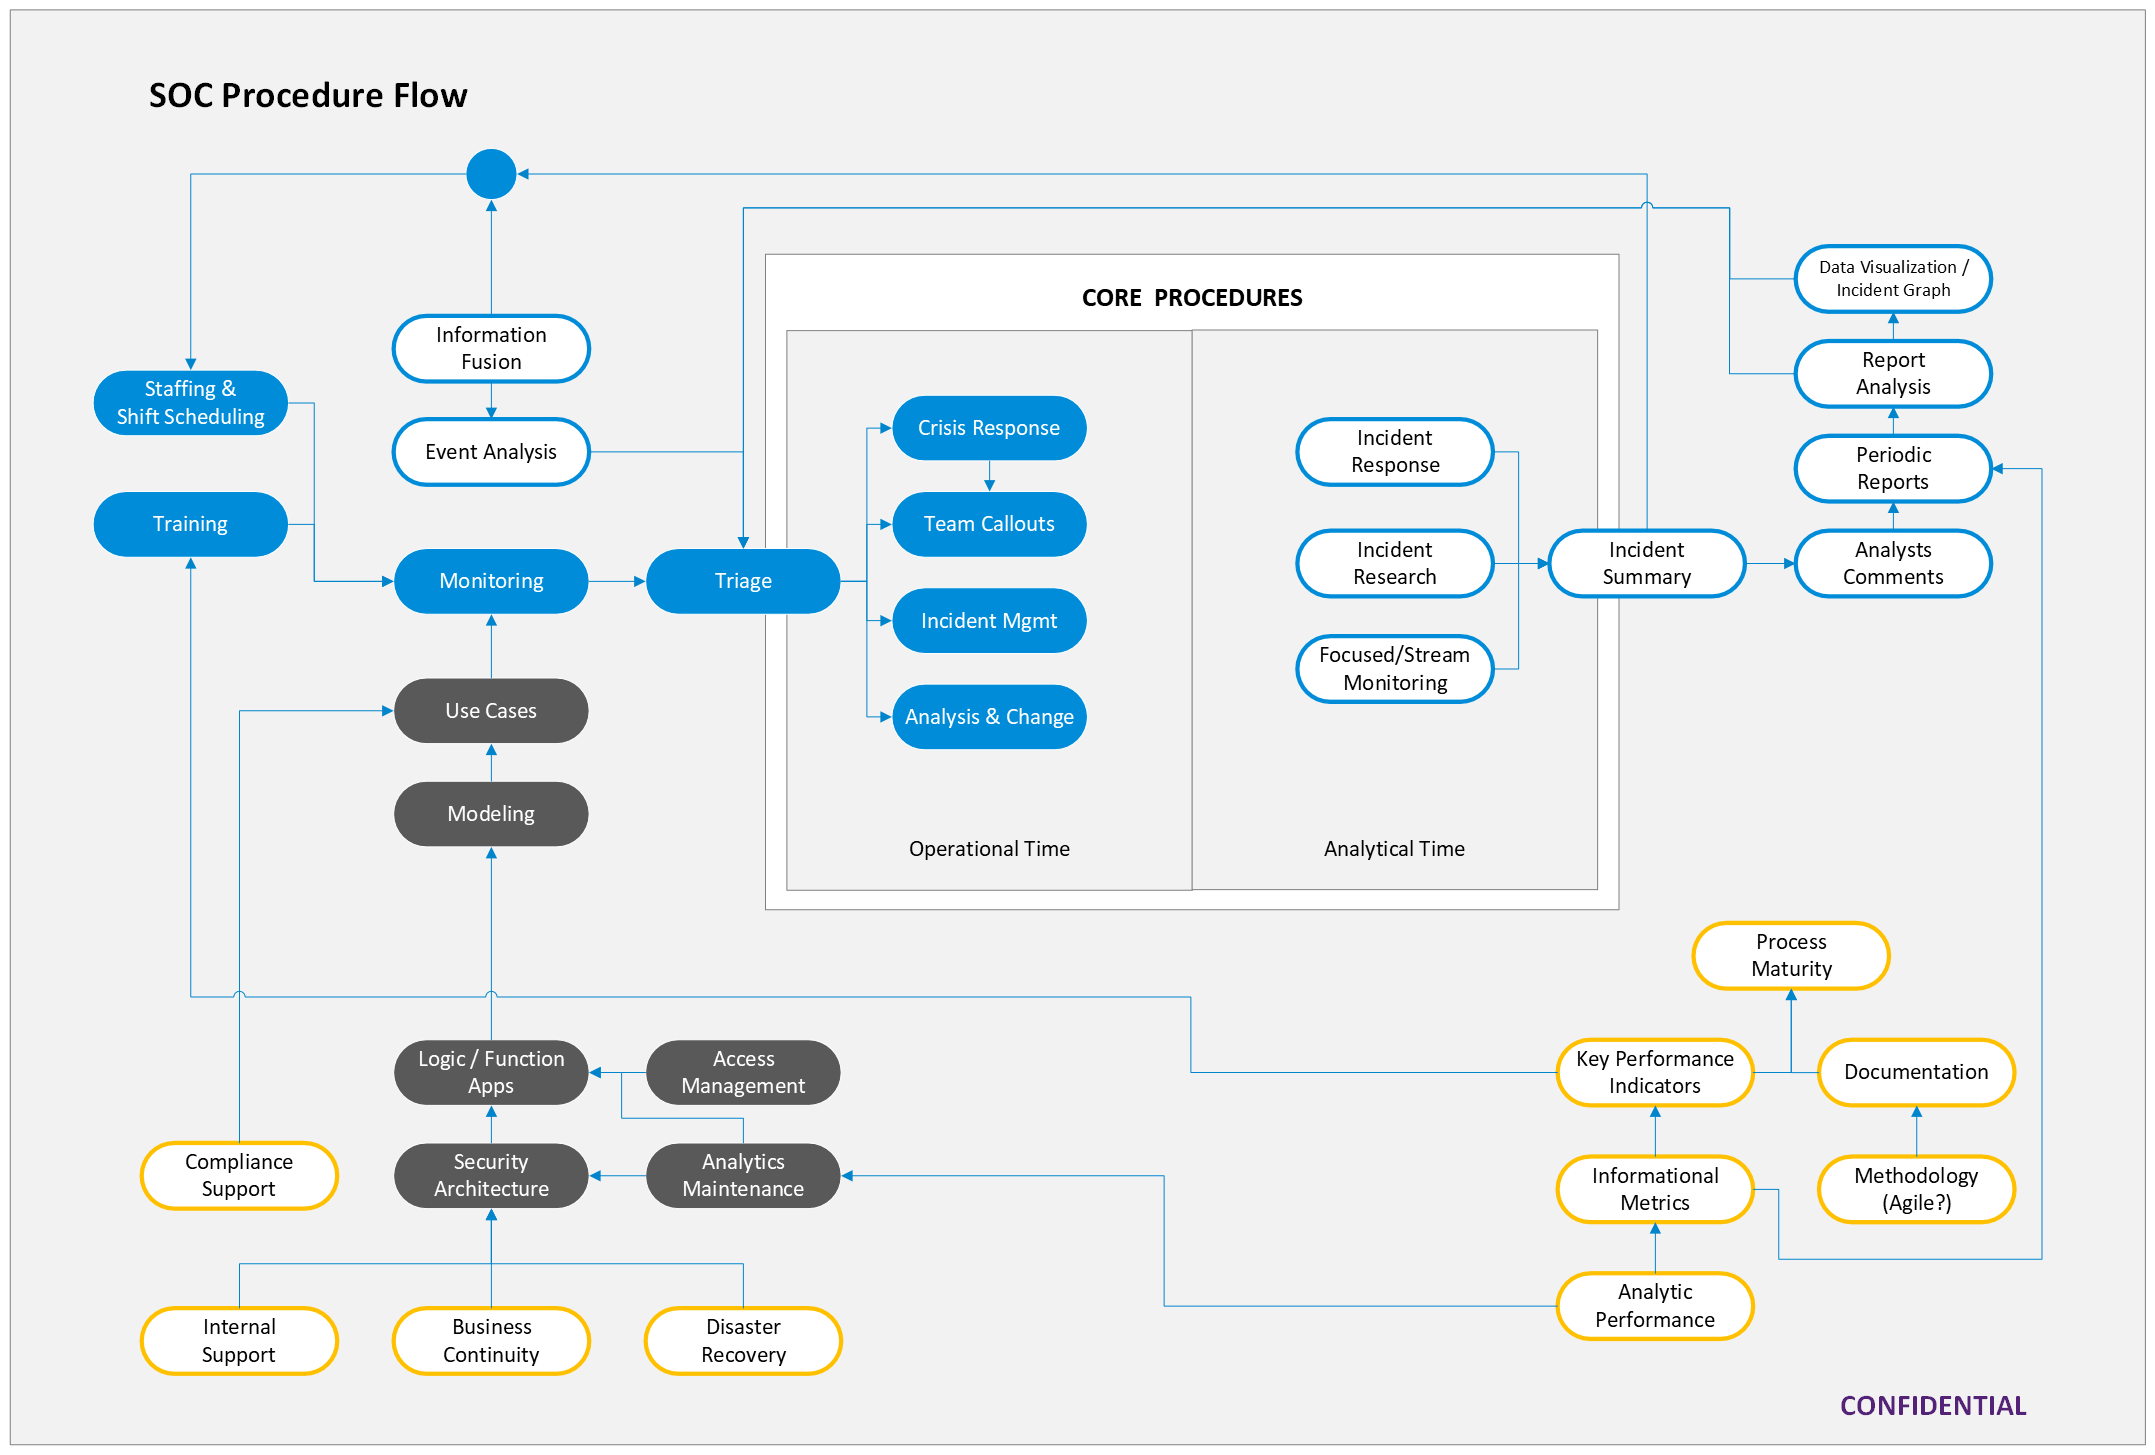 SOC Procedure Flow
Data Visualization /
Incident Graph
CORE  PROCEDURES
Information
Fusion
Report
Analysis
Staffing &
Shift Scheduling
Event Analysis
Crisis Response
Incident
Response
Periodic
Reports
Training
Team Callouts
Monitoring
Triage
Incident
Research
Incident
Summary
Analysts
Comments
Incident Mgmt
Focused/Stream
Monitoring
Use Cases
Analysis & Change
Modeling
Operational Time
Analytical Time
Process
Maturity
Logic / Function
Apps
Access
Management
Key Performance
Indicators
Documentation
Compliance
Support
Security
Architecture
Analytics
Maintenance
Informational
Metrics
Methodology
(Agile?)
Internal
Support
Business
Continuity
Disaster
Recovery
Analytic
Performance
CONFIDENTIAL